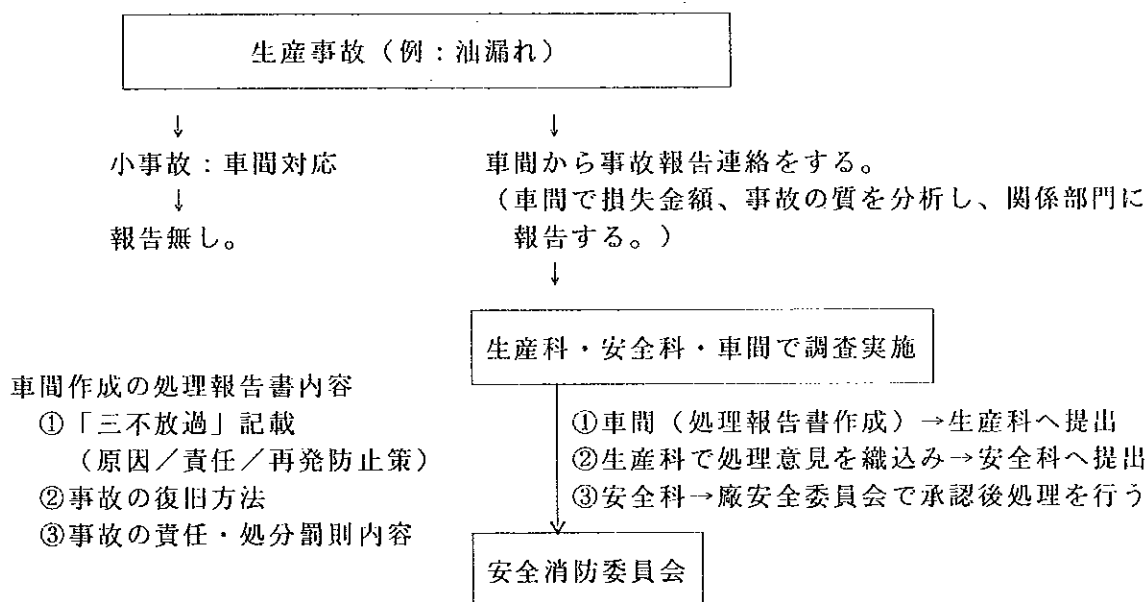 生産事故（例：油漏れ）
↓
小事故：車間対応
↓
報告無し。
↓
車間から事故報告連絡をする。
（車間で損失金額、事故の質を分析し、関係部門に
報告する。）
↓
生産科・安全科・車間で調査実施
車間作成の処理報告書内容
①「三不放過」記載
（原因／責任／再発防止策）
②事故の復旧方法
③事故の責任・処分罰則内容
①車間（処理報告書作成）→生産科へ提出
②生産科で処理意見を織込み→安全科へ提出
③安全科→廠安全委員会で承認後処理を行う
安全消防委員会